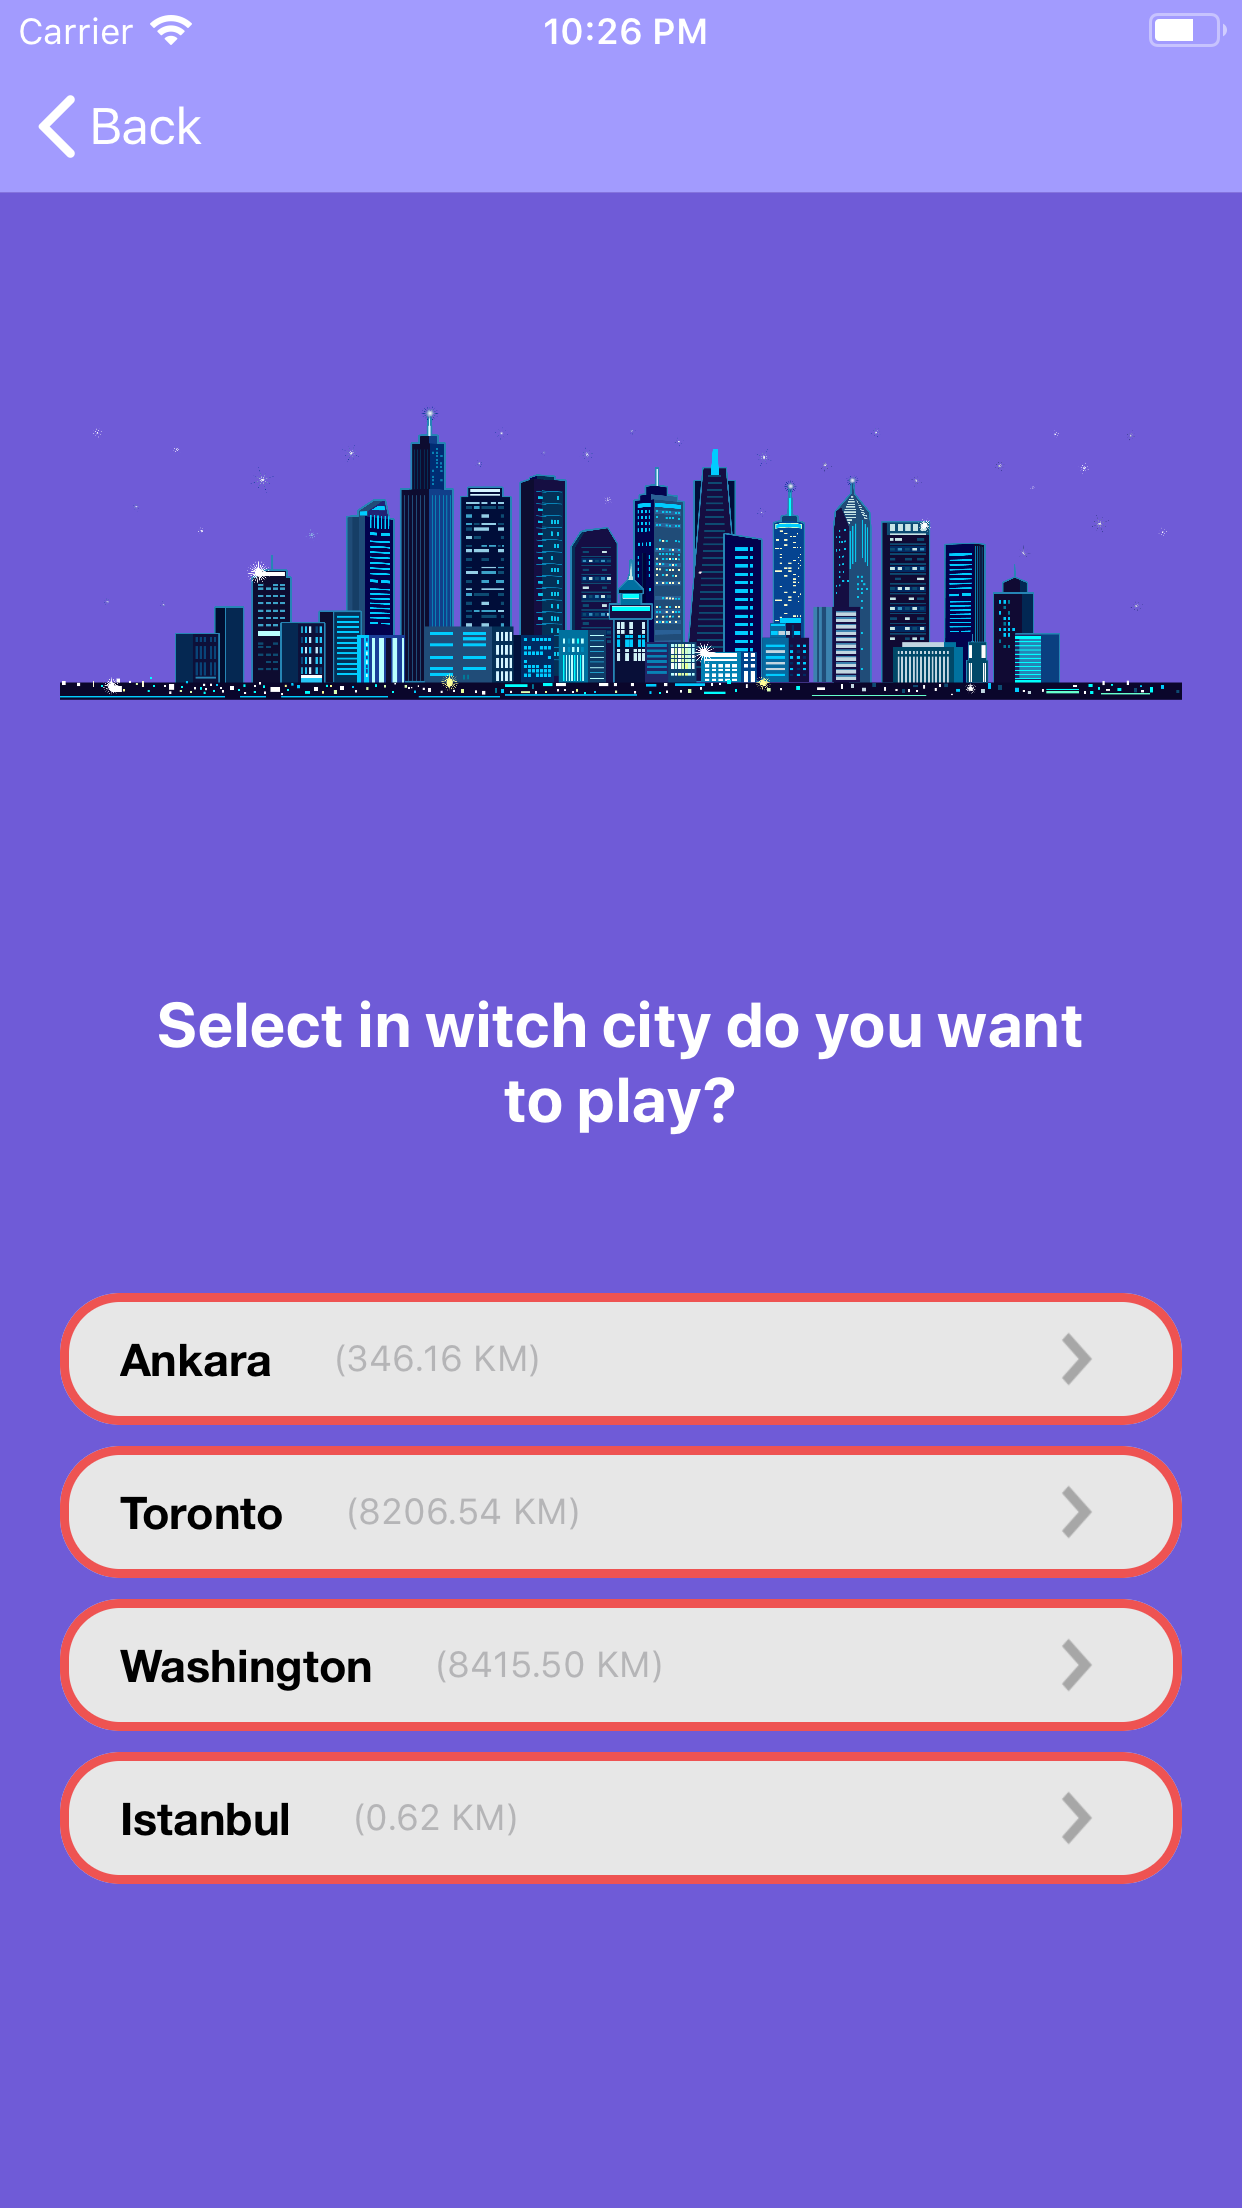 Carrier 10:26 PM
Back
Select in witch city do you want
to play?
Ankara (346.16 KM)
Toronto (8206.54 KM)
Washington (8415.50 KM)
Istanbul (0.62 KM)